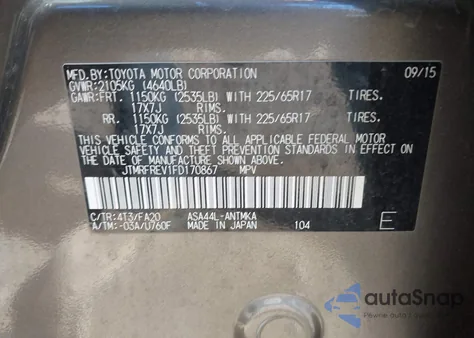 MFD.BY:TOYOTA MOTOR CORPORATION 09/15
GVWR:2105KG (4640LB)
GAWR:FRT. 1150KG (2535LB) WITH 225/65R17 TIRES.
17X7J RIMS.
RR. 1150KG (2535LB) WITH 225/65R17 TIRES.
17X7J RIMS.
THIS VEHICLE CONFORMS TO ALL APPLICABLE FEDERAL MOTOR
VEHICLE SAFETY AND THEFT PREVENTION STANDARDS IN EFFECT
ON THE DATE OF MANUFACTURE SHOWN ABOVE.
JTMRFREV1FD170867 MPV
C/TR:4T3/FA20 ASA44L-ANTMKA
A/TM:-03A/U760F MADE IN JAPAN 104 E
autoSnap